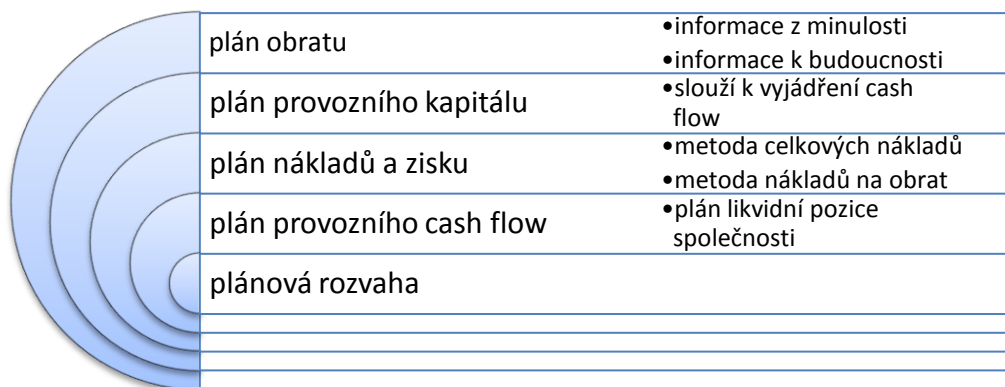 plán obratu
•informace z minulosti
•informace k budoucnosti
plán provozního kapitálu
•slouží k vyjádření cash
flow
plán nákladů a zisku
•metoda celkových nákladů
•metoda nákladů na obrat
plán provozního cash flow
•plán likvidní pozice
společnosti
plánová rozvaha